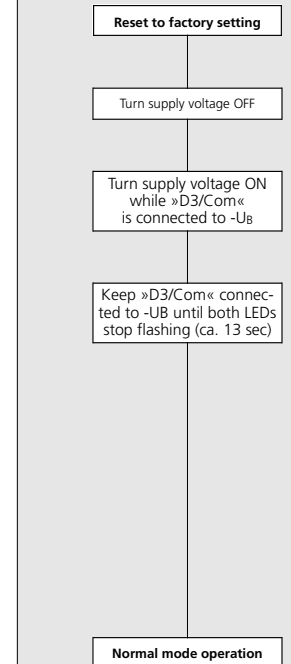 Reset to factory setting
Turn supply voltage OFF
Turn supply voltage ON
while »D3/Com«
is connected to -UB
Keep »D3/Com« connec-
ted to -UB until both LEDs
stop flashing (ca. 13 sec)
Normal mode operation